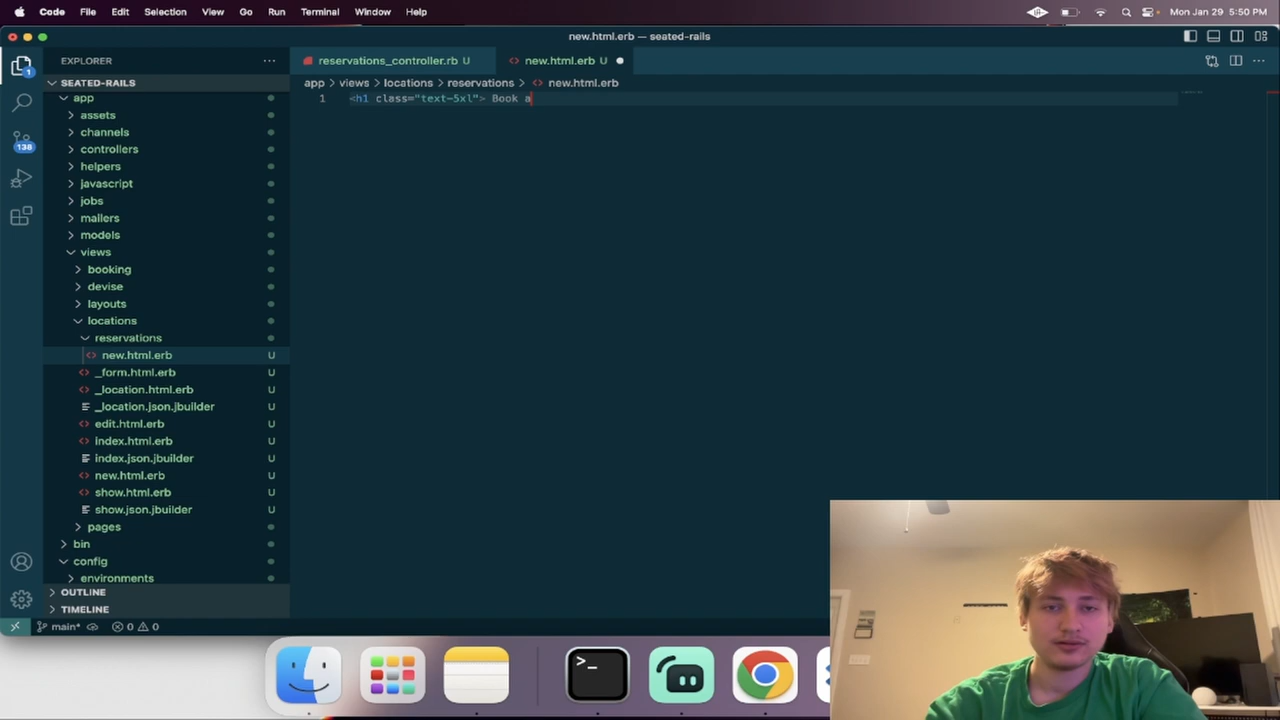 Code File Edit Selection View Go Run Terminal Window Help Mon Jan 29 5:50 PM
new.html.erb — seated-rails
EXPLORER
reservations_controller.rb U new.html.erb U
SEATED-RAILS
app > views > locations > reservations > new.html.erb
1 <h1 class="text-5xl"> Book a
app
assets
channels
controllers
helpers
javascript
jobs
mailers
models
views
booking
devise
layouts
locations
reservations
new.html.erb U
_form.html.erb U
_location.html.erb U
_location.json.jbuilder U
edit.html.erb U
index.html.erb U
index.json.jbuilder U
new.html.erb U
show.html.erb U
show.json.jbuilder U
pages
bin
config
environments
OUTLINE
TIMELINE
1
138
main* 0 0